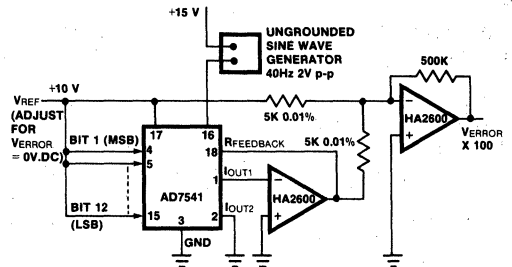 +15 V
UNGROUNDED
SINE WAVE
GENERATOR
40Hz 2V p-p
500K
+10 V
VREF
(ADJUST
FOR
VERROR
= 0V.DC)
5K 0.01%
HA2600
VERROR
X 100
17
16
BIT 1 (MSB)
4
5
18
RFEEDBACK
5K 0.01%
AD7541
1
IOUT1
HA2600
BIT 12
(LSB)
15
2
IOUT2
3
GND